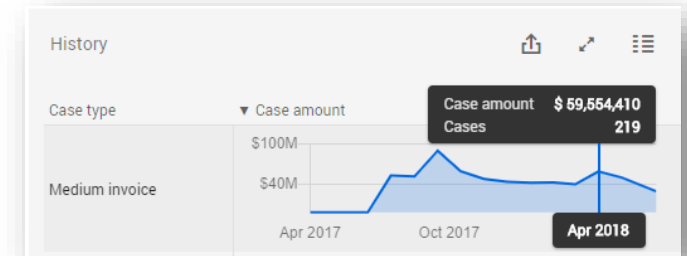 History
Case type
▼ Case amount
Case amount $ 59,554,410
Cases 219
$100M
Medium invoice
$40M
Apr 2017
Oct 2017
Apr 2018